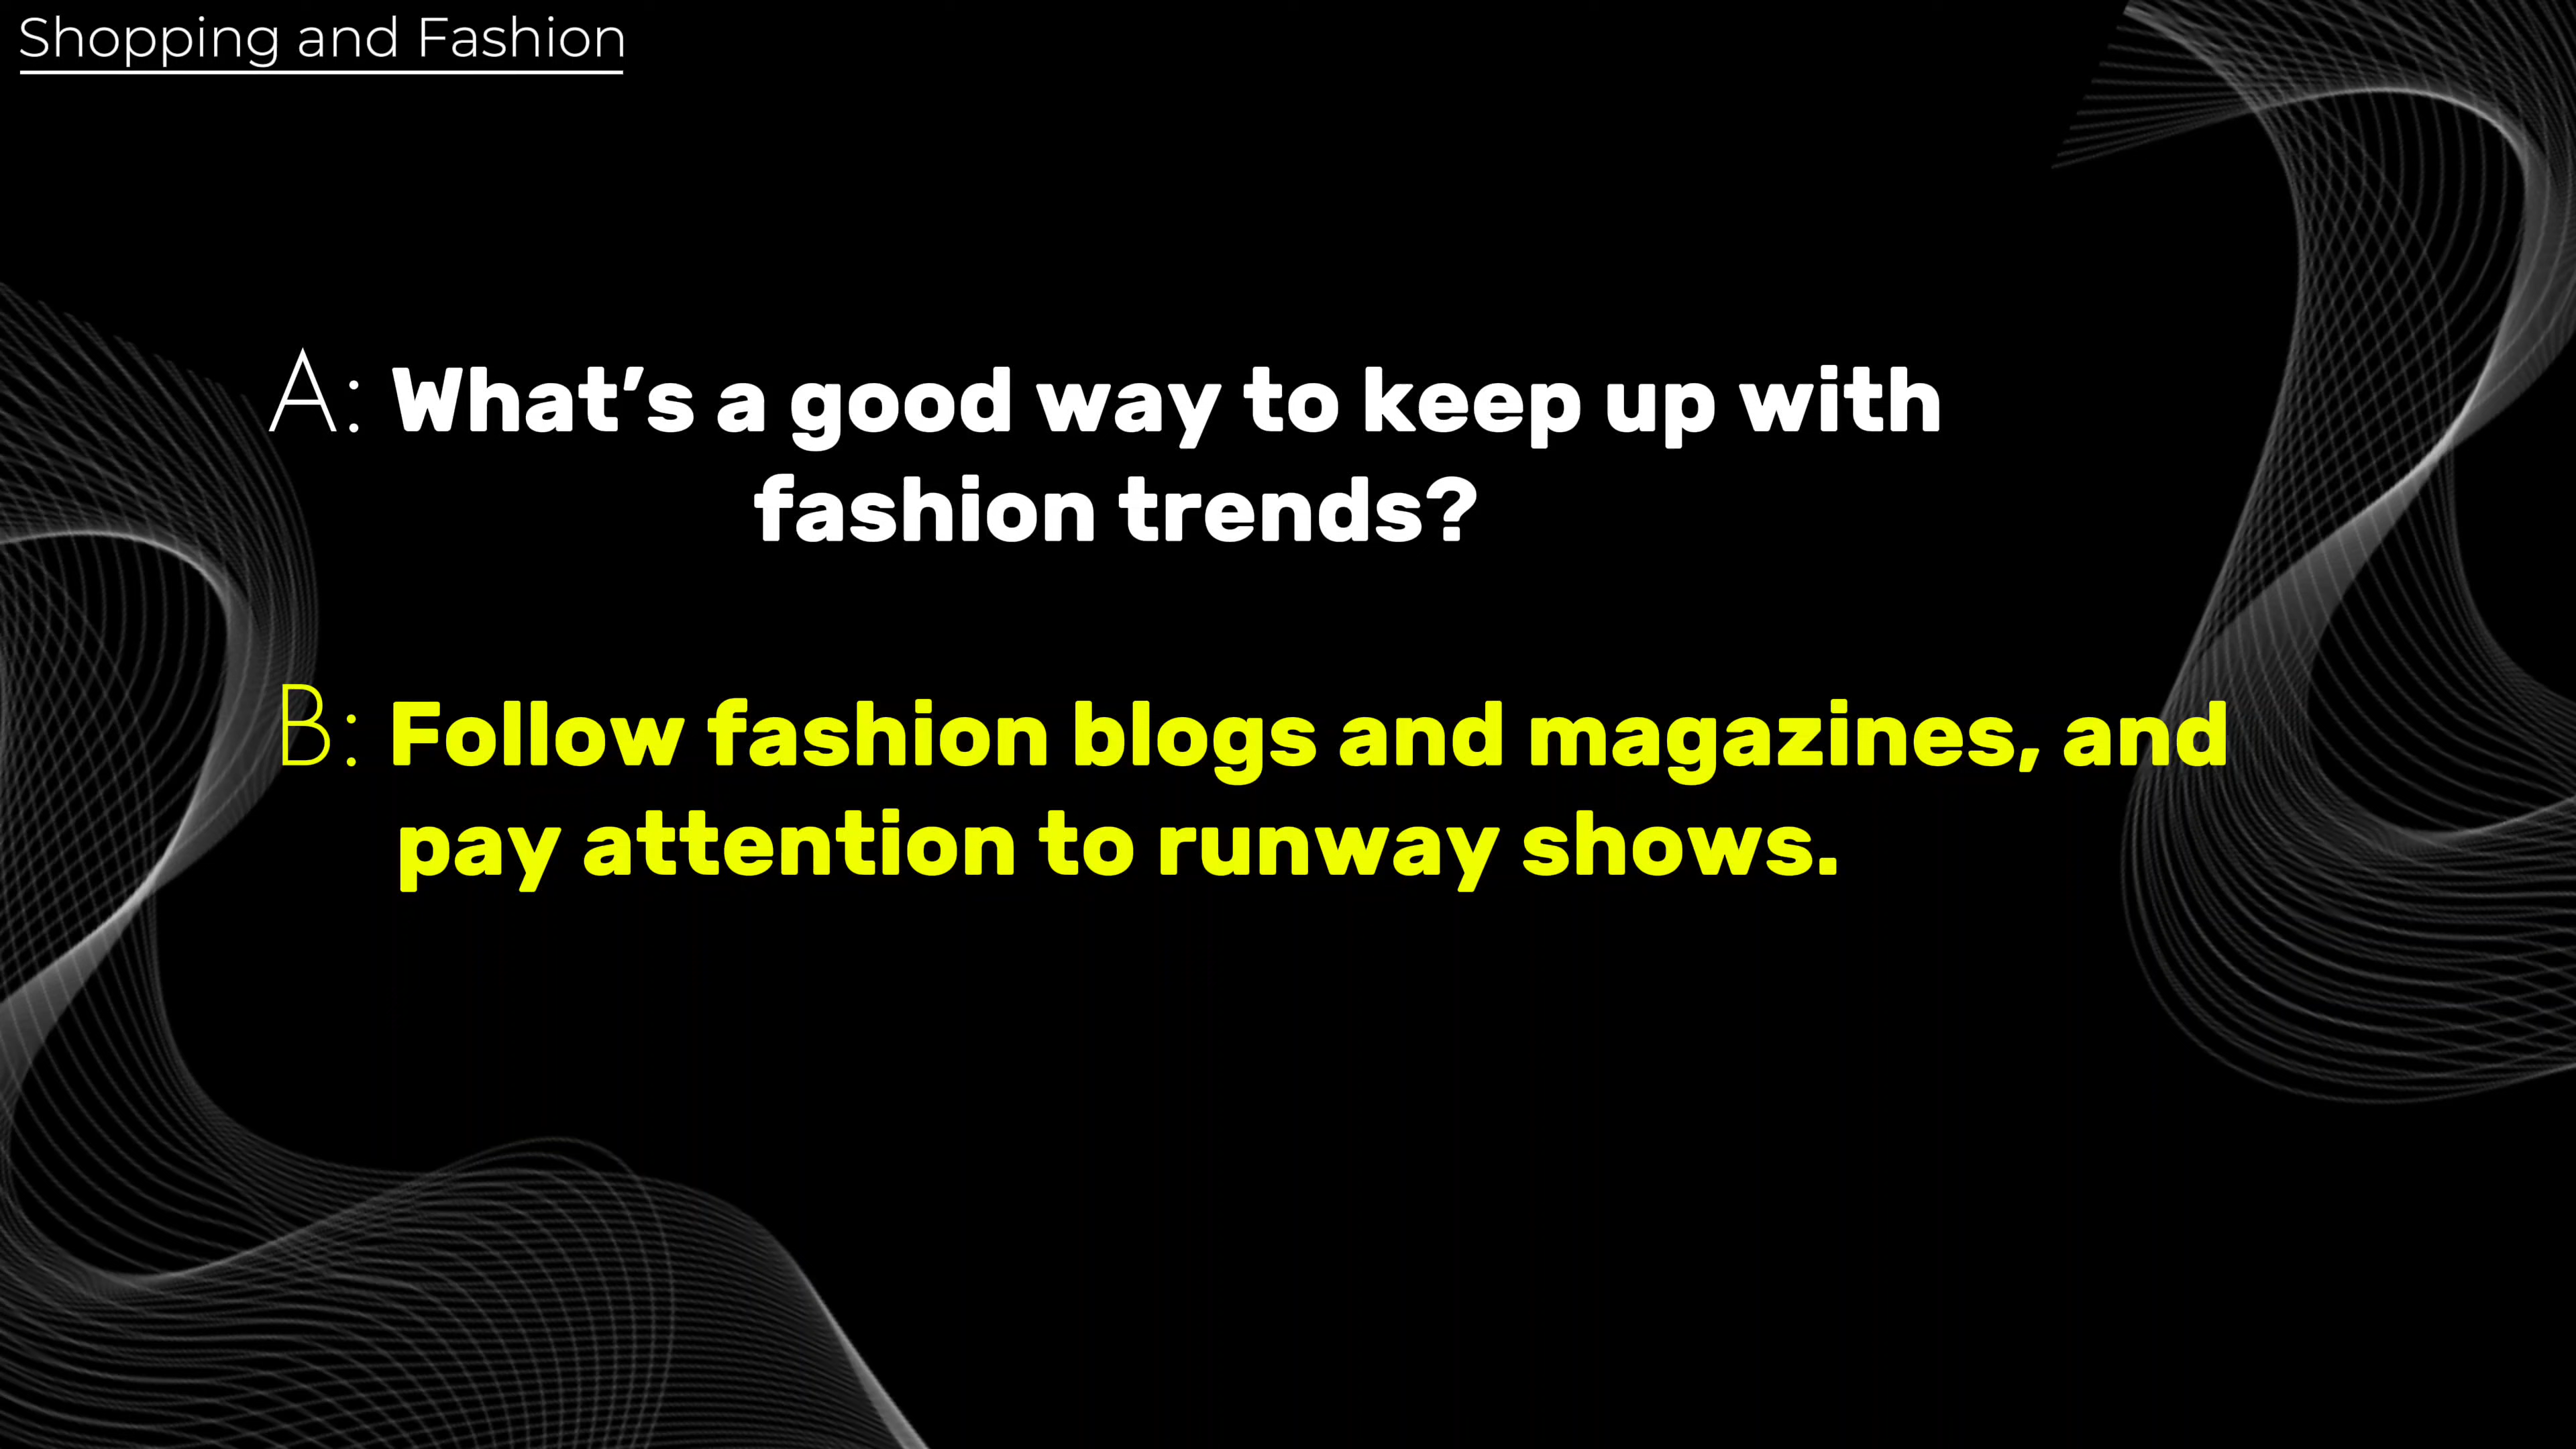 Shopping and Fashion
A: What’s a good way to keep up with
fashion trends?
B: Follow fashion blogs and magazines, and
pay attention to runway shows.